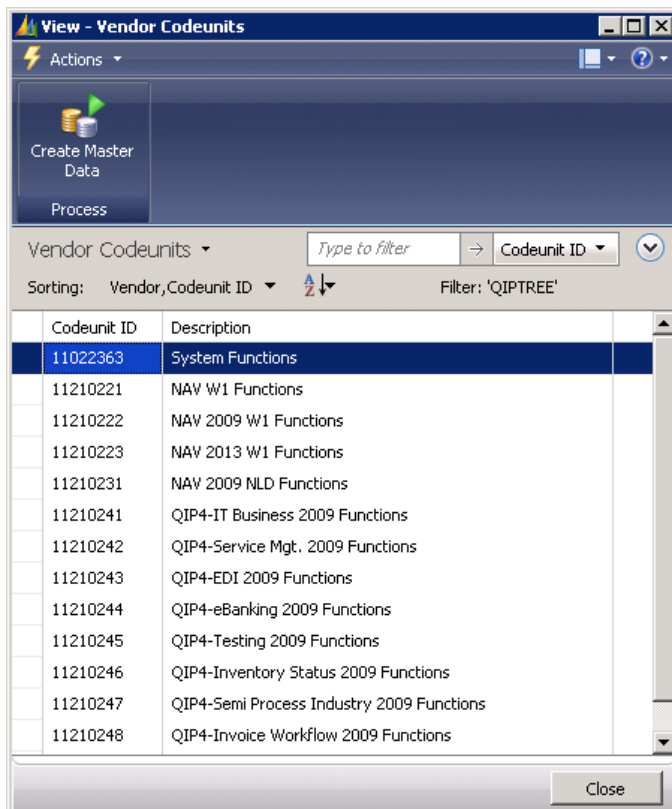 View - Vendor Codeunits
Actions
Create Master
Data
Process
Vendor Codeunits
Type to filter
Codeunit ID
Sorting: Vendor,Codeunit ID
A
Z
Filter: 'QIPTREE'
Codeunit ID Description
11022363 System Functions
11210221 NAV W1 Functions
11210222 NAV 2009 W1 Functions
11210223 NAV 2013 W1 Functions
11210231 NAV 2009 NLD Functions
11210241 QIP4-IT Business 2009 Functions
11210242 QIP4-Service Mgt. 2009 Functions
11210243 QIP4-EDI 2009 Functions
11210244 QIP4-eBanking 2009 Functions
11210245 QIP4-Testing 2009 Functions
11210246 QIP4-Inventory Status 2009 Functions
11210247 QIP4-Semi Process Industry 2009 Functions
11210248 QIP4-Invoice Workflow 2009 Functions
Close